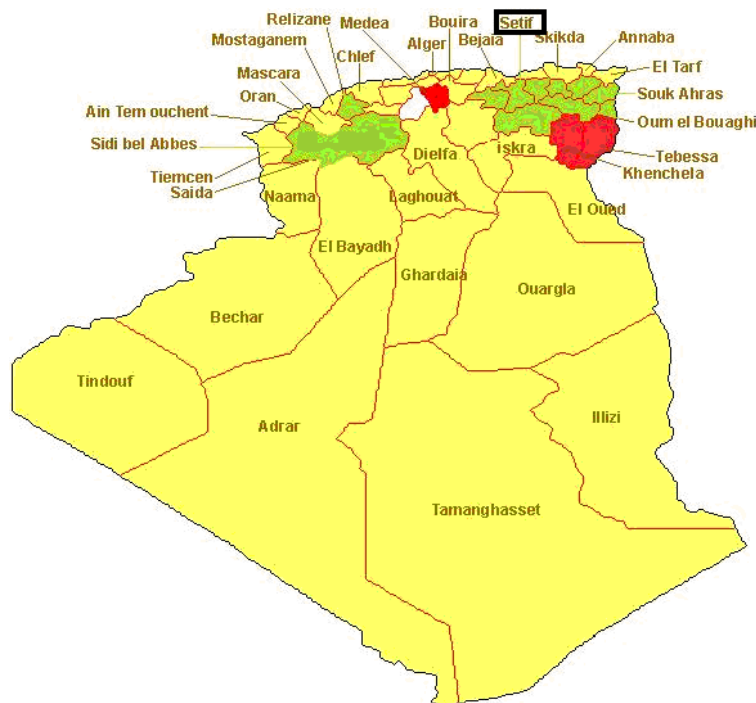 Relizane
Medea
Bouira
Setif
Mostaganem
Alger
Bejaia
Skikda
Annaba
Chlef
El Tarf
Mascara
Oran
Souk Ahras
Ain Tem ouchent
Oum el Bouaghi
Sidi bel Abbes
Dielfa
iskra
Tebessa
Tiemcen
Khenchela
Saida
Naama
Laghouat
El Oued
El Bayadh
Ghardaia
Ouargla
Bechar
Tindouf
Adrar
Illizi
Tamanghasset